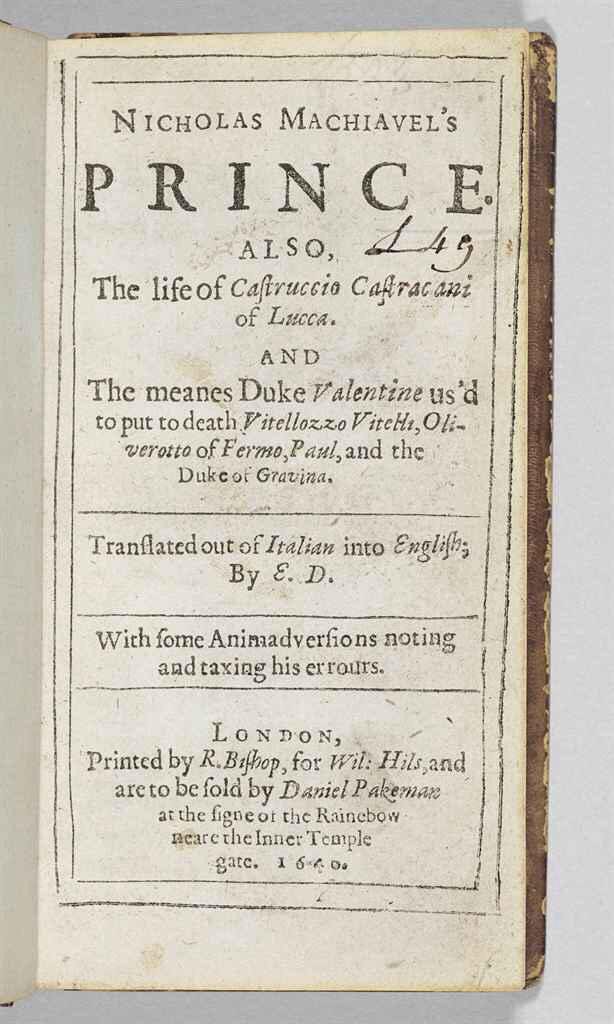 NICHOLAS MACHIAVEL'S
PRINCE.
ALSO,
149
The life of Caſtruccio Caſtracani
of Lucca.
AND
The meanes Duke Valentine us'd
to put to death Vitellozzo Vitelli, Oli-
verotto of Fermo, Paul, and the
Duke of Gravina.
Tranſlated out of Italian into Engliſh;
By E. D.
With ſome Animadverſions noting
and taxing his errours.
LONDON,
Printed by R. Biſhop, for Wil: Hils, and
are to be ſold by Daniel Pakeman
at the ſigne of the Rainebow
neare the Inner Temple
gate. 1640.